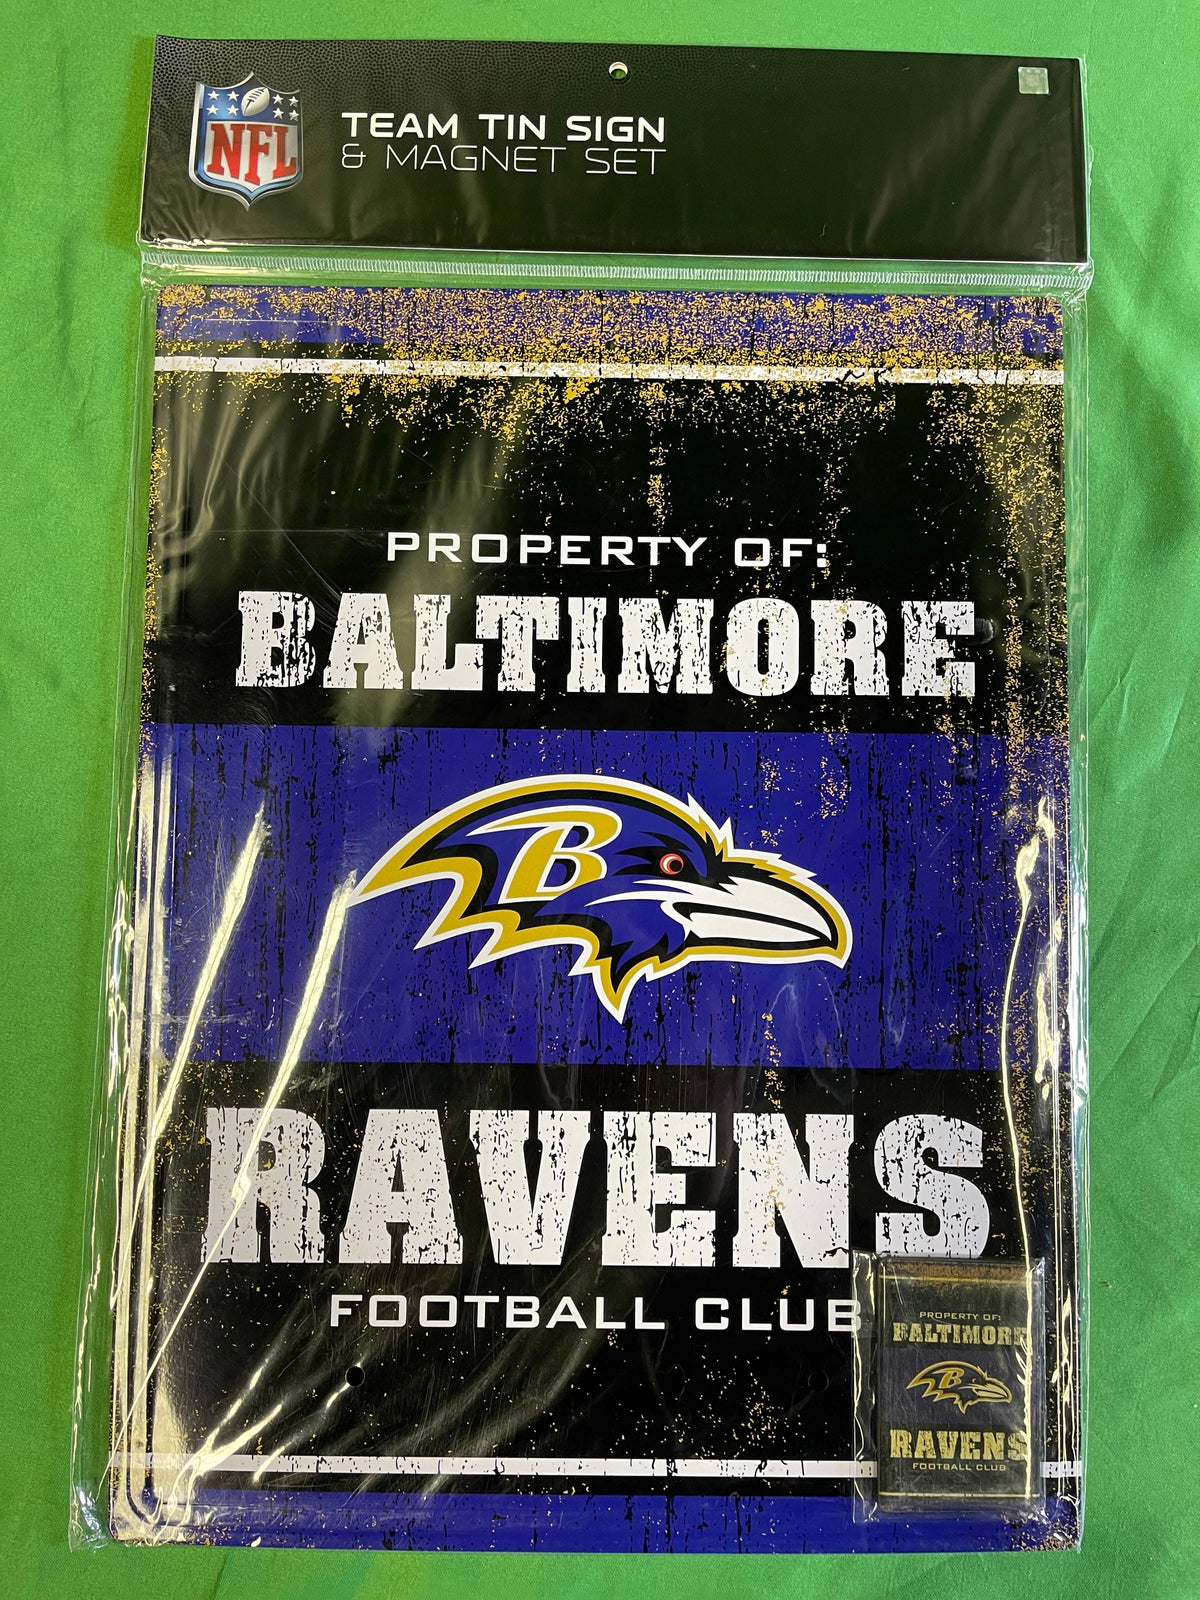 NFL
TEAM TIN SIGN
& MAGNET SET
PROPERTY OF:
BALTIMORE
B
RAVENS
FOOTBALL CLUB
PROPERTY OF:
BALTIMORE
B
RAVENS
FOOTBALL CLUB